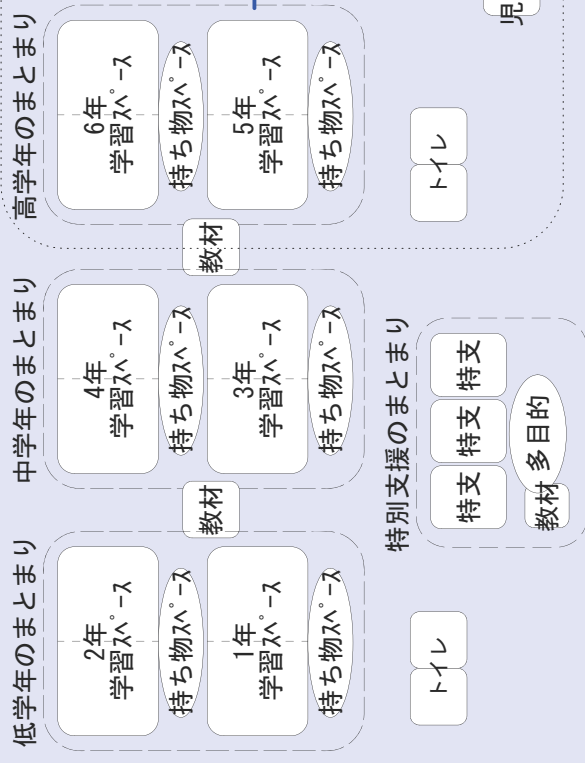 低学年のまとまり
2年
学習スペース
持ち物スペース
1年
学習スペース
持ち物スペース
トイレ
教材
中学年のまとまり
4年
学習スペース
持ち物スペース
3年
学習スペース
持ち物スペース
特別支援のまとまり
特支
特支
特支
教材
多目的
教材
高学年のまとまり
6年
学習スペース
持ち物スペース
5年
学習スペース
持ち物スペース
トイレ
児